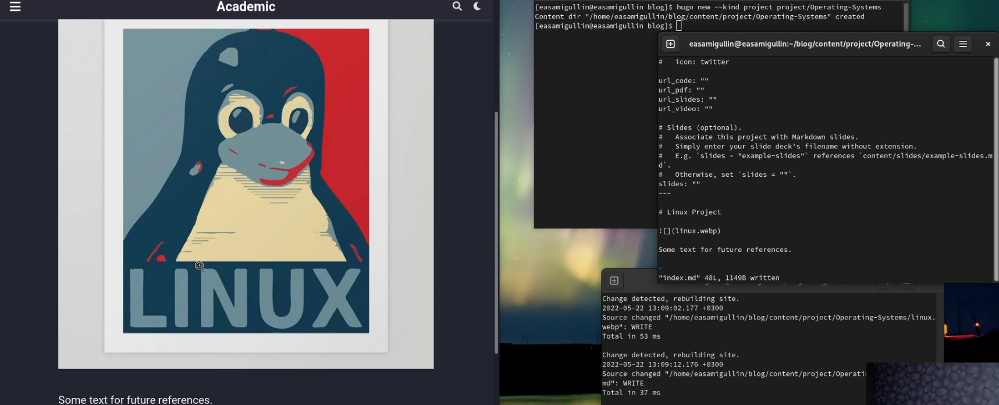 Academic
LINUX
Some text for future references.
[easamigullin@easamigullin blog]$ hugo new --kind project project/Operating-Systems
Content dir "/home/easamigullin/blog/content/project/Operating-Systems" created
[easamigullin@easamigullin blog]$
easamigullin@easamigullin:~/blog/content/project/Operating-...
#   icon: twitter
url_code: ""
url_pdf: ""
url_slides: ""
url_video: ""
# Slides (optional).
#   Associate this project with Markdown slides.
#   Simply enter your slide deck's filename without extension.
#   E.g. `slides = "example-slides"` references `content/slides/example-slides.m
d`.
#   Otherwise, set `slides = ""`.
slides: ""
---
# Linux Project
![](linux.webp)
Some text for future references.
~
"index.md" 48L, 1149B written
Change detected, rebuilding site.
2022-05-22 13:09:02.177 +0300
Source changed "/home/easamigullin/blog/content/project/Operating-Systems/linux.
webp": WRITE
Total in 53 ms
Change detected, rebuilding site.
2022-05-22 13:09:12.176 +0300
Source changed "/home/easamigullin/blog/content/project/Operatin
md": WRITE
Total in 37 ms